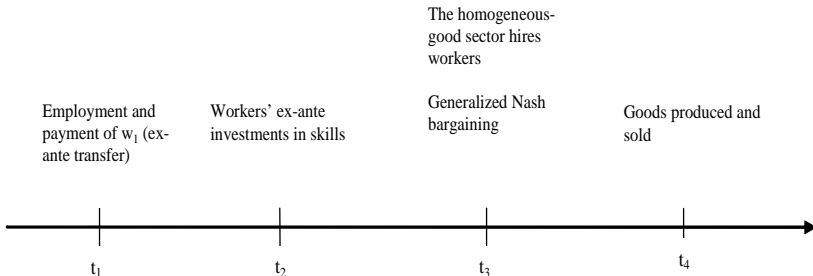 Employment and
payment of w1 (ex-
ante transfer)
Workers’ ex-ante
investments in skills
The homogeneous-
good sector hires
workers
Generalized Nash
bargaining
Goods produced and
sold
t1
t2
t3
t4